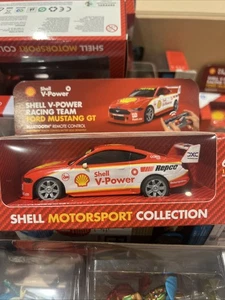 Shell
V-Power
SHELL V-POWER
RACING TEAM
FORD MUSTANG GT
BLUETOOTH® REMOTE CONTROL
Shell
V-Power
Repco
SHELL MOTORSPORT COLLECTION